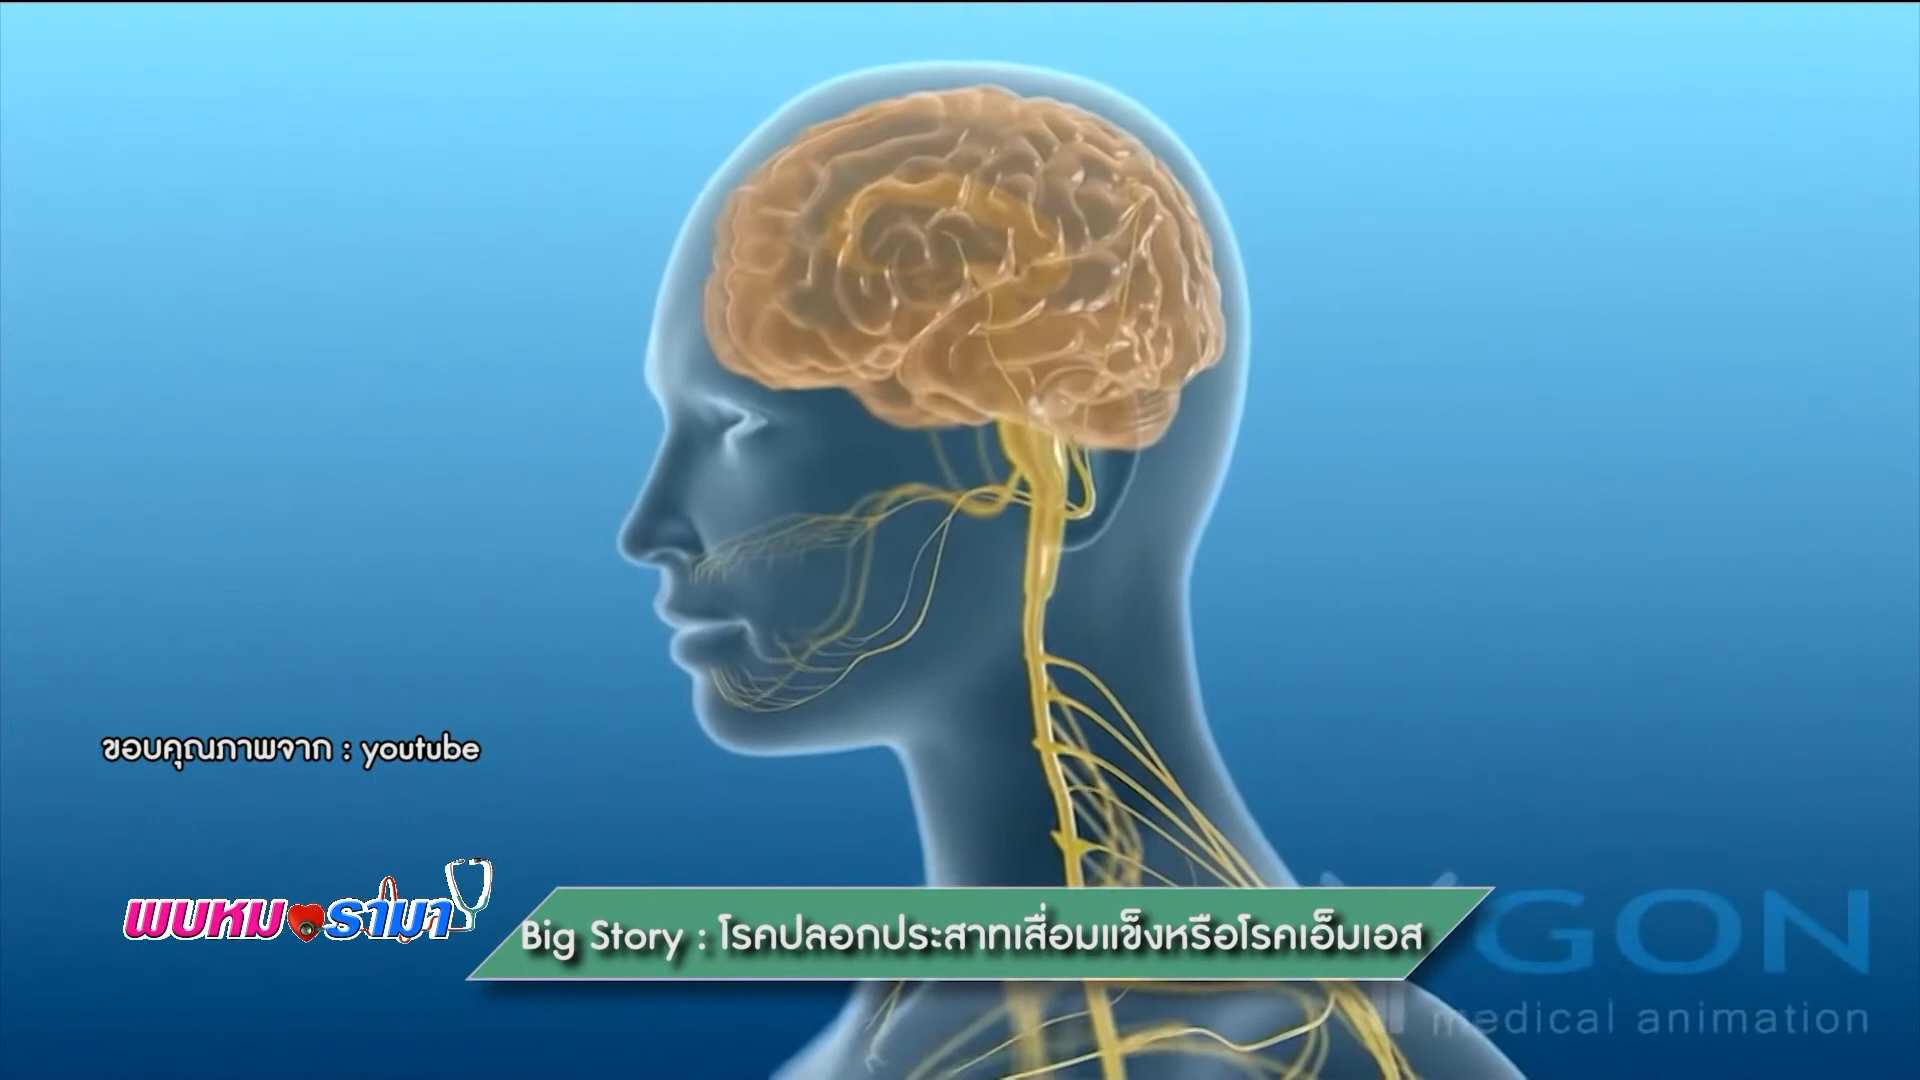 ขอบคุณภาพจาก : youtube
พบหมอรามา
Big Story : โรคปลอกประสาทเสื่อมแข็งหรือโรคเอ็มเอส
GON
medical animation